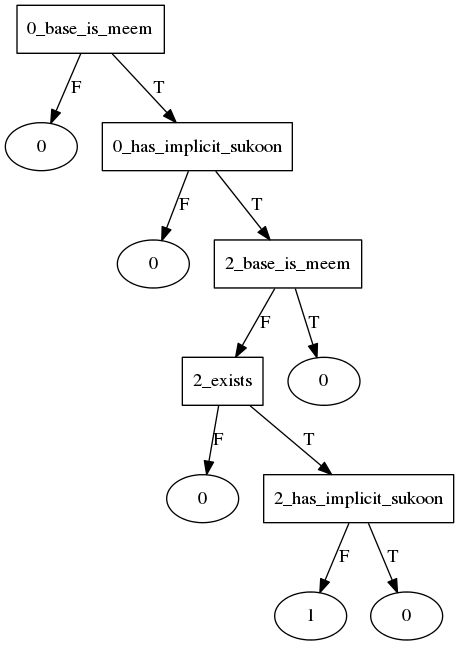 0_base_is_meem
F
T
0
0_has_implicit_sukoon
F
T
0
2_base_is_meem
F
T
2_exists
0
F
T
0
2_has_implicit_sukoon
F
T
1
0